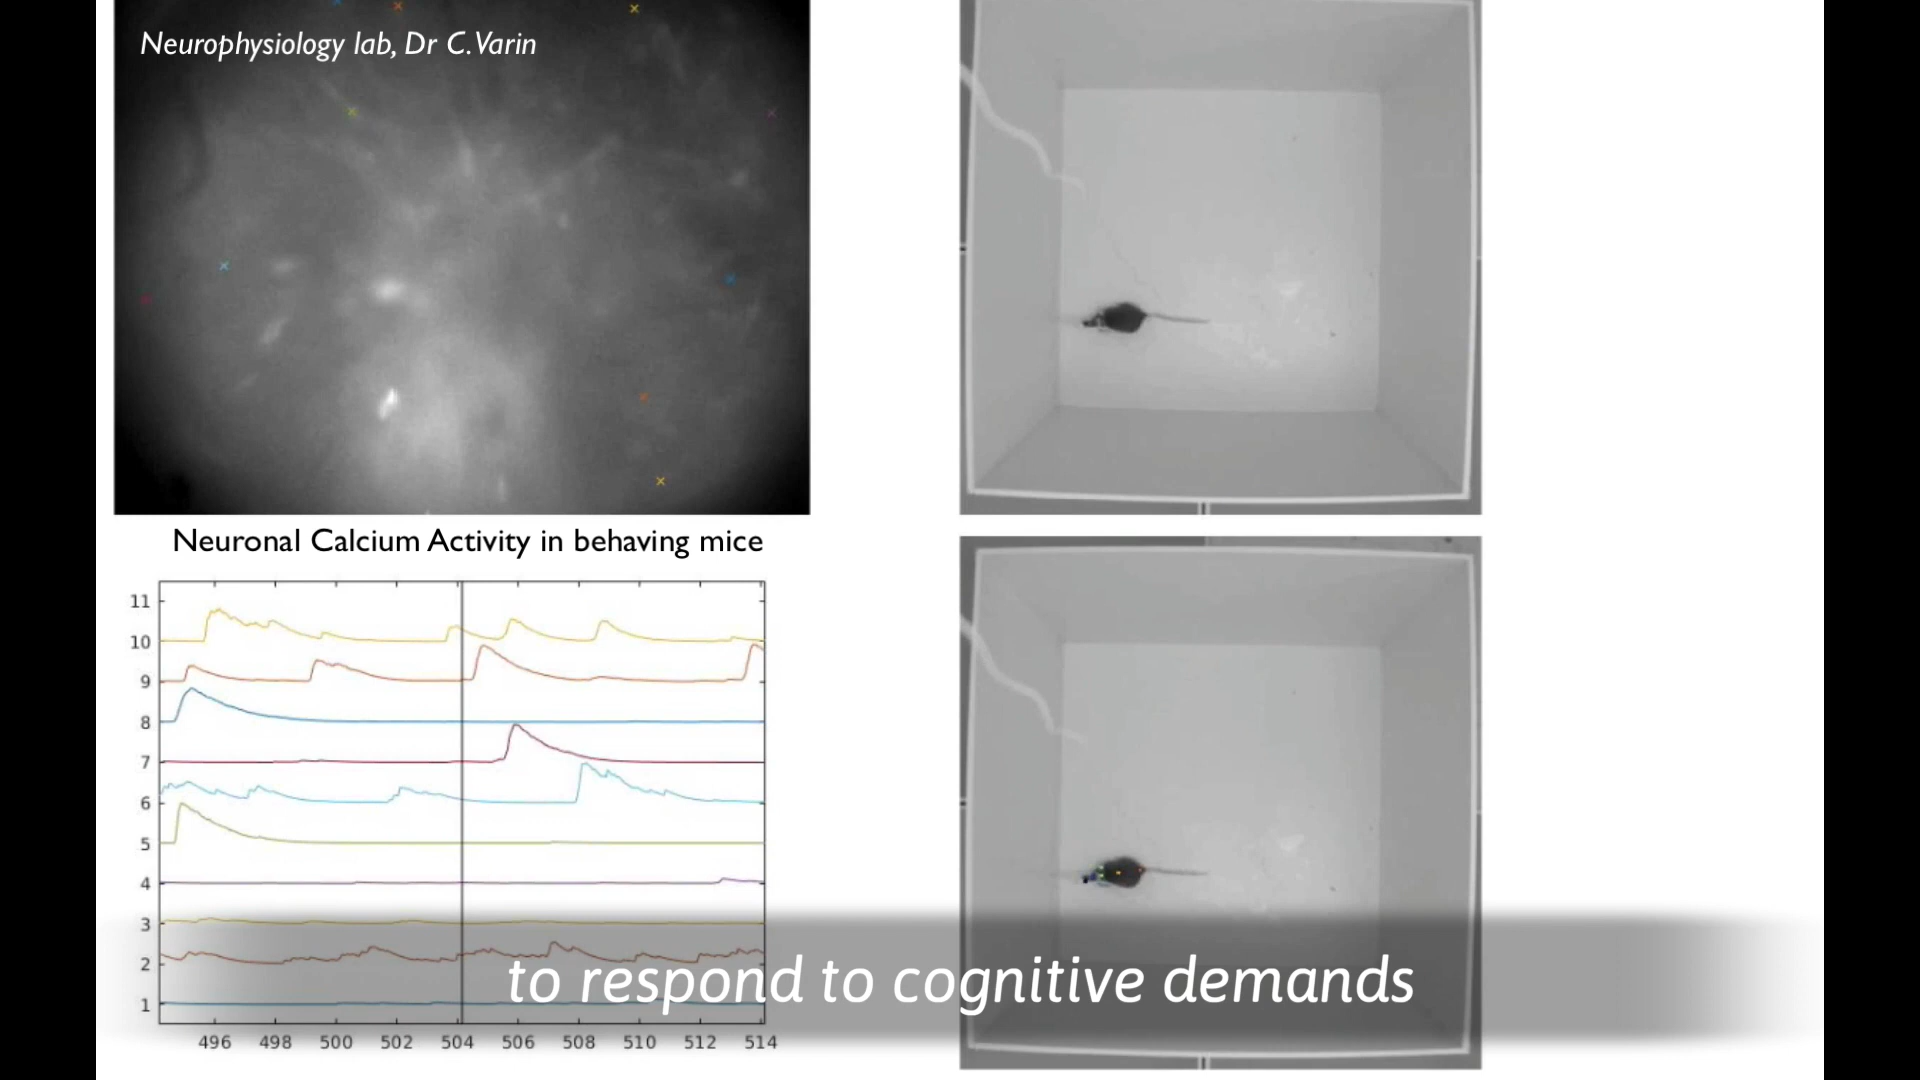 Neurophysiology lab, Dr C. Varin
Neuronal Calcium Activity in behaving mice
11
10
9
8
7
6
5
4
3
2
1
496 498 500 502 504 506 508 510 512 514
to respond to cognitive demands